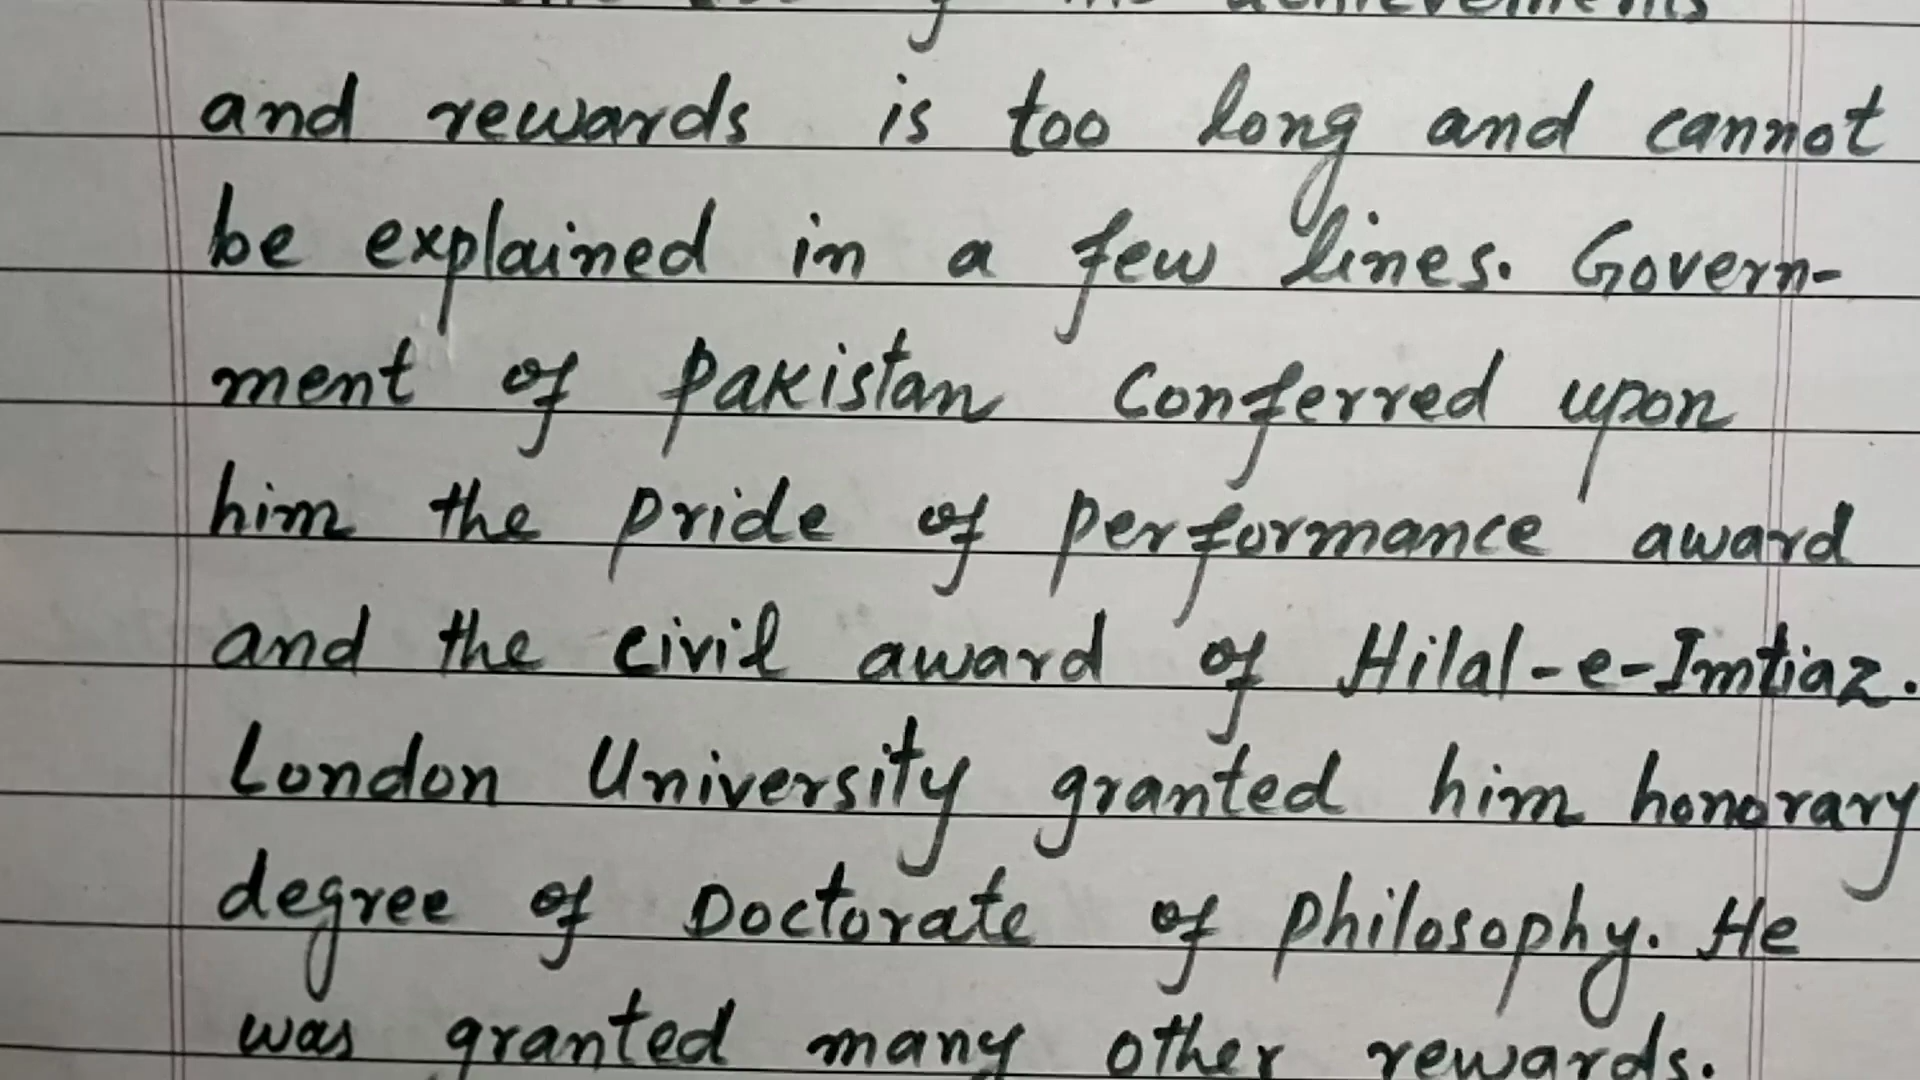 achievements
and rewards is too long and cannot
be explained in a few lines. Govern-
ment of Pakistan Conferred upon
him the pride of performance award
and the civil award of Hilal-e-Imtiaz.
London University granted him honorary
degree of Doctorate of philosophy. He
was granted many other rewards.